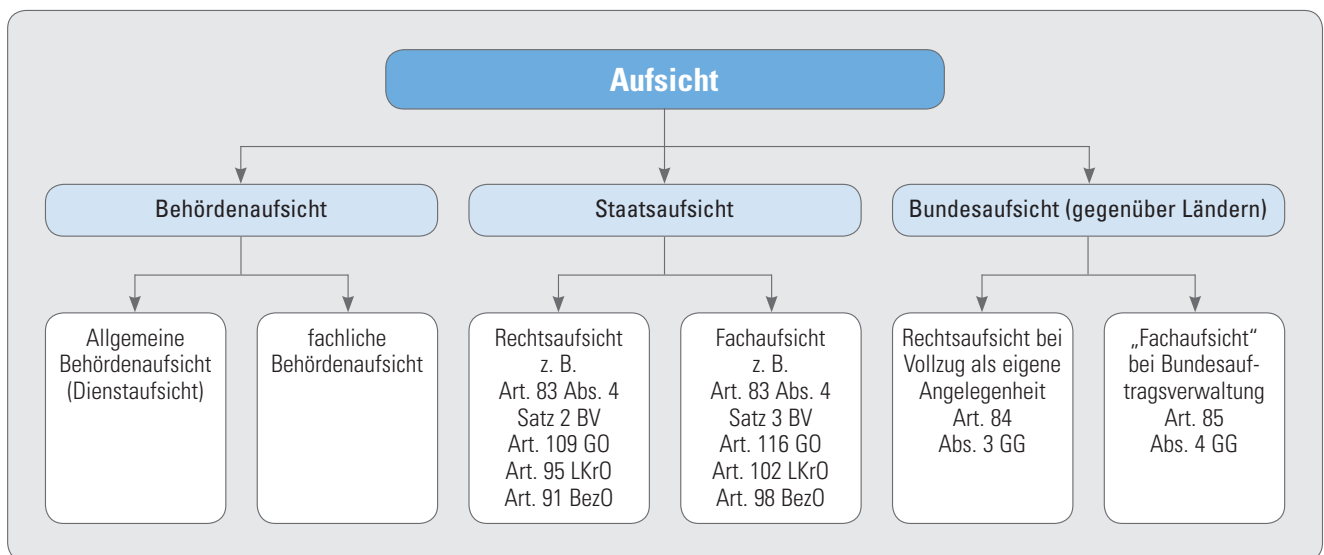 Aufsicht
Behördenaufsicht
Staatsaufsicht
Bundesaufsicht (gegenüber Ländern)
Allgemeine
Behördenaufsicht
(Dienstaufsicht)
fachliche
Behördenaufsicht
Rechtsaufsicht
z. B.
Art. 83 Abs. 4
Satz 2 BV
Art. 109 GO
Art. 95 LKrO
Art. 91 BezO
Fachaufsicht
z. B.
Art. 83 Abs. 4
Satz 3 BV
Art. 116 GO
Art. 102 LKrO
Art. 98 BezO
Rechtsaufsicht bei
Vollzug als eigene
Angelegenheit
Art. 84
Abs. 3 GG
„Fachaufsicht“
bei Bundesauf-
tragsverwaltung
Art. 85
Abs. 4 GG